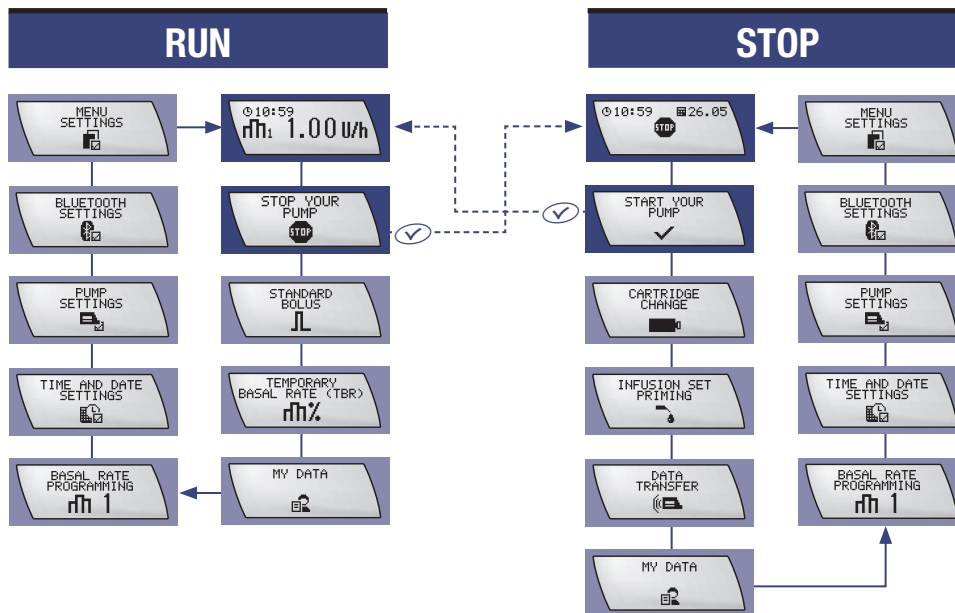 RUN
MENU
SETTINGS
10:59
1 1.00 U/h
BLUETOOTH
SETTINGS
STOP YOUR
PUMP
STOP
PUMP
SETTINGS
STANDARD
BOLUS
TIME AND DATE
SETTINGS
TEMPORARY
BASAL RATE (TBR)
%
BASAL RATE
PROGRAMMING
1
MY DATA
STOP
10:59 26.05
STOP
MENU
SETTINGS
START YOUR
PUMP
BLUETOOTH
SETTINGS
CARTRIDGE
CHANGE
PUMP
SETTINGS
INFUSION SET
PRIMING
TIME AND DATE
SETTINGS
DATA
TRANSFER
BASAL RATE
PROGRAMMING
1
MY DATA